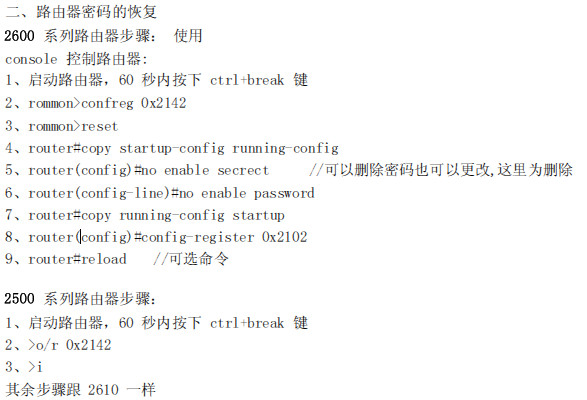 二、路由器密码的恢复
2600 系列路由器步骤： 使用
console 控制路由器:
1、启动路由器，60 秒内按下 ctrl+break 键
2、rommon>confreg 0x2142
3、rommon>reset
4、router#copy startup-config running-config
5、router(config)#no enable secrect //可以删除密码也可以更改,这里为删除
6、router(config-line)#no enable password
7、router#copy running-config startup
8、router(config)#config-register 0x2102
9、router#reload //可选命令
2500 系列路由器步骤：
1、启动路由器，60 秒内按下 ctrl+break 键
2、>o/r 0x2142
3、>i
其余步骤跟 2610 一样